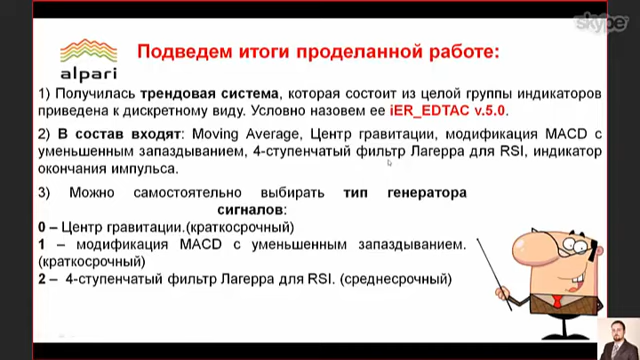 skype
Подведем итоги проделанной работе:
alpari
1) Получилась трендовая система, которая состоит из целой группы индикаторов
приведена к дискретному виду. Условно назовем ее iER_EDTAC v.5.0.
2) В состав входят: Moving Average, Центр гравитации, модификация MACD с
уменьшенным запаздыванием, 4-ступенчатый фильтр Лагерра для RSI, индикатор
окончания импульса.
3) Можно самостоятельно выбирать тип генератора
сигналов:
0 – Центр гравитации.(краткосрочный)
1 – модификация MACD с уменьшенным запаздыванием.
(краткосрочный)
2 – 4-ступенчатый фильтр Лагерра для RSI. (среднесрочный)